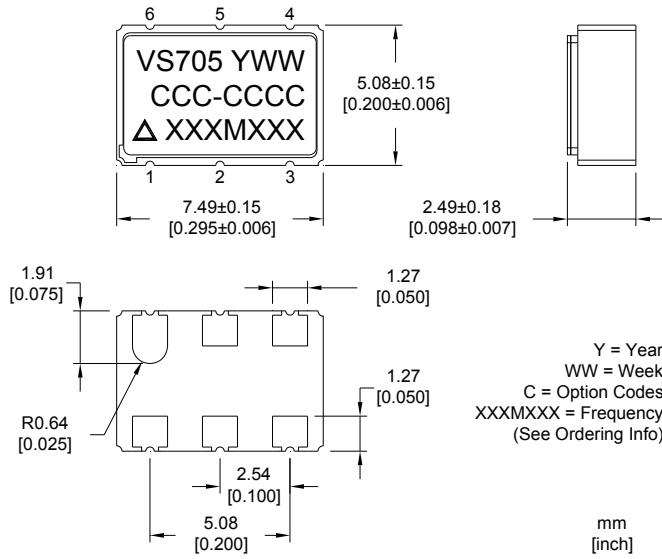 6 5 4
VS705 YWW
CCC-CCCC
△ XXXMXXX
1 2 3
5.08±0.15
[0.200±0.006]
7.49±0.15
[0.295±0.006]
2.49±0.18
[0.098±0.007]
1.91
[0.075]
1.27
[0.050]
1.27
[0.050]
R0.64
[0.025]
2.54
[0.100]
5.08
[0.200]
Y = Year
WW = Week
C = Option Codes
XXXMXXX = Frequency
(See Ordering Info)
mm
[inch]